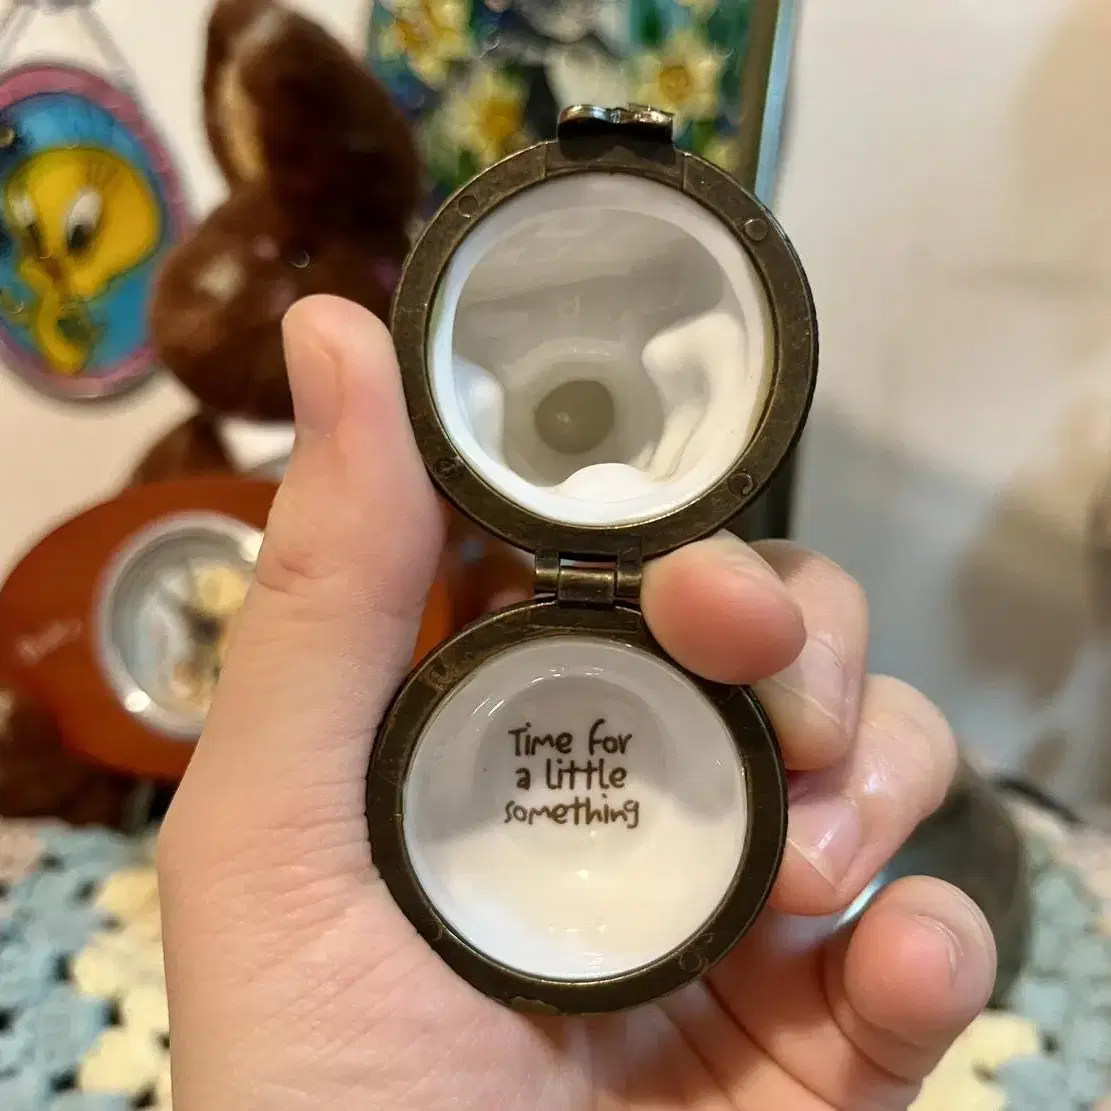 Time for
a little
something